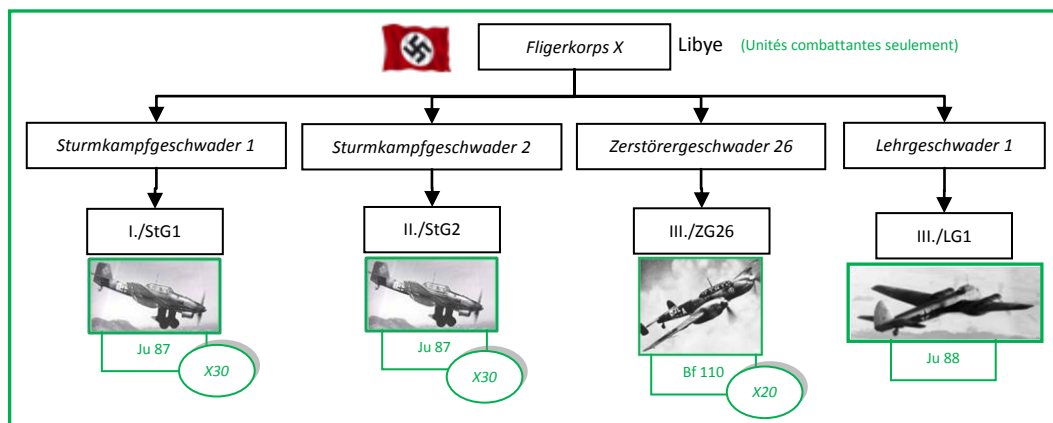 Fligerkorps X
Libye
(Unités combattantes seulement)
Sturmkampfgeschwader 1
Sturmkampfgeschwader 2
Zerstörergeschwader 26
Lehrgeschwader 1
I./StG1
II./StG2
III./ZG26
III./LG1
Ju 87
X30
Ju 87
X30
Bf 110
X20
Ju 88